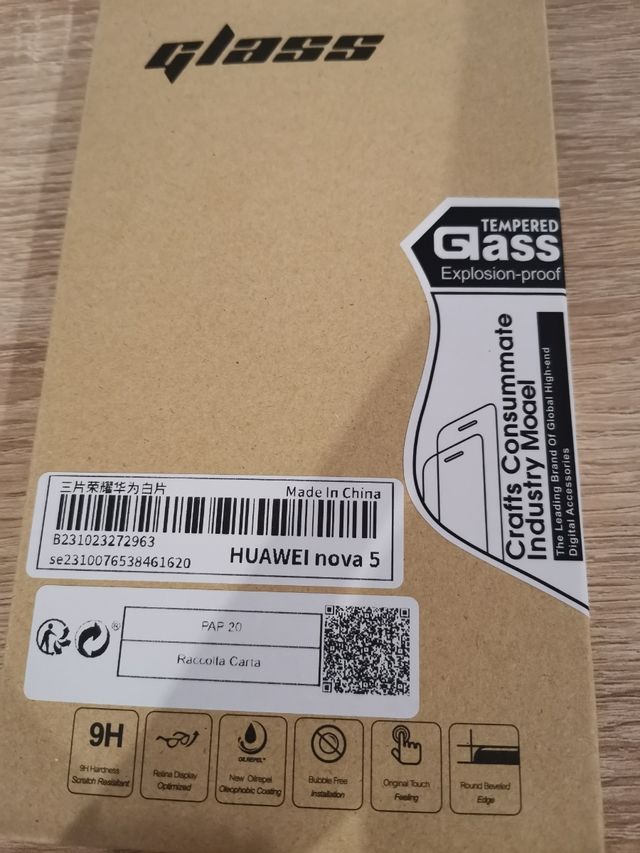 glass
TEMPERED
Glass
Explosion-proof
Crafts Consummate
Industry Moael
The Leading Brand Of Global High-end
Digital Accessories
三片荣耀华为白片
Made In China
B231023272963
se2310076538461620
HUAWEI nova 5
PAP 20
Raccolta Carta
9H
9H Hardness
Scratch Resistant
Retina Display
Optimized
OILREPEL
New Oilrepel
Oleophobic Coating
Bubble Free
Installation
Original Touch
Feeling
Round Beveled
Edge